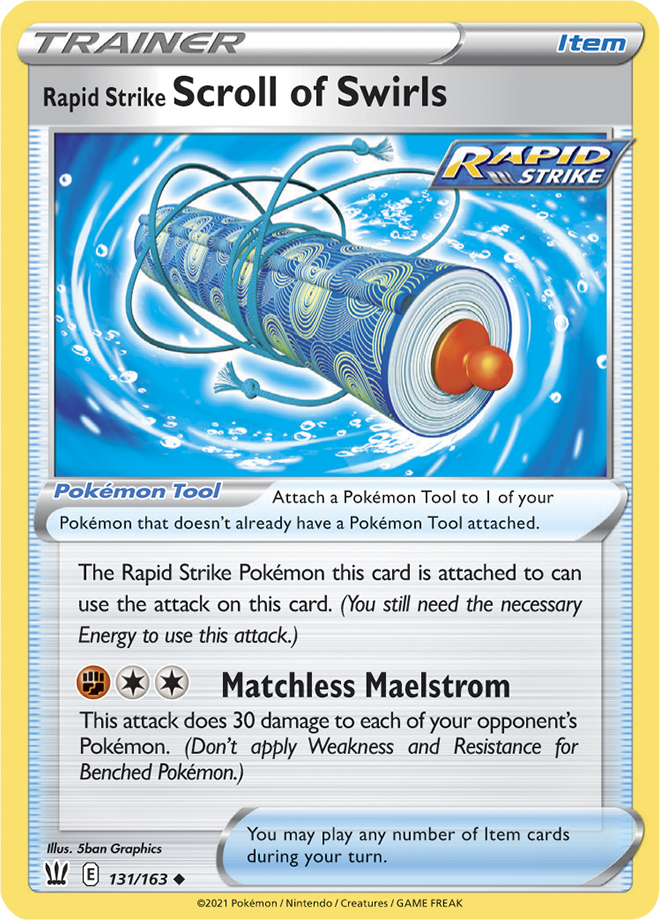 TRAINER Item
Rapid Strike Scroll of Swirls
RAPID
STRIKE
Pokémon Tool Attach a Pokémon Tool to 1 of your
Pokémon that doesn't already have a Pokémon Tool attached.
The Rapid Strike Pokémon this card is attached to can
use the attack on this card. (You still need the necessary
Energy to use this attack.)
Matchless Maelstrom
This attack does 30 damage to each of your opponent's
Pokémon. (Don't apply Weakness and Resistance for
Benched Pokémon.)
You may play any number of Item cards
during your turn.
Illus. 5ban Graphics
E 131/163
©2021 Pokémon / Nintendo / Creatures / GAME FREAK